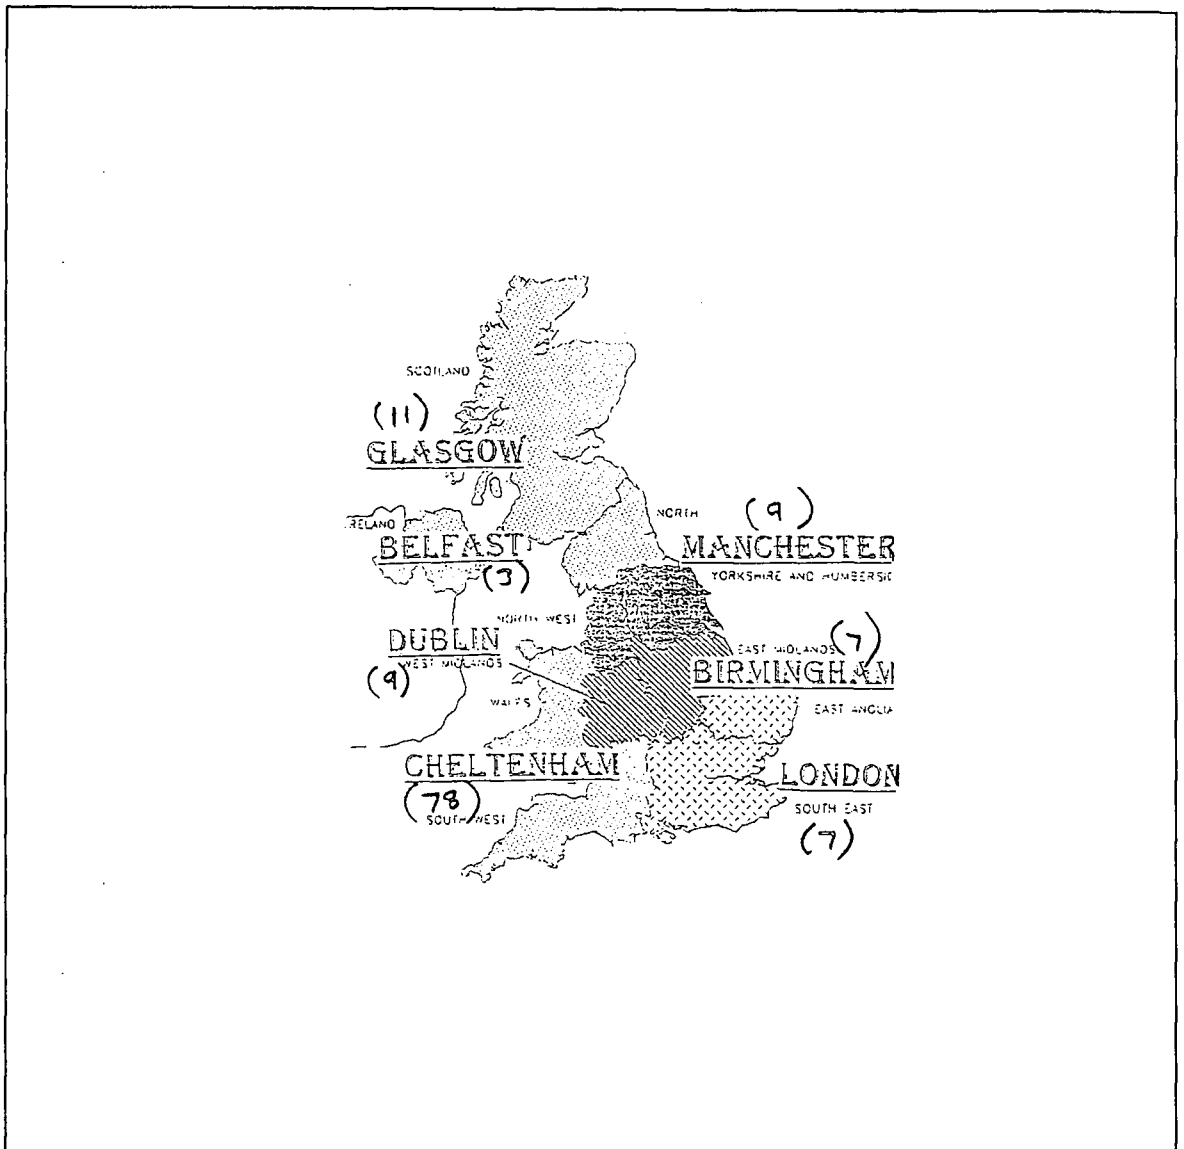 SCOTLAND
(11)
GLASGOW
NORTH
(9)
IRELAND
BELFAST
MANCHESTER
(3)
YORKSHIRE AND HUMBERSID
NORTH WEST
DUBLIN
EAST MIDLANDS
(7)
WEST MIDLANDS
BIRMINGHAM
(9)
WALES
EAST ANGLIA
CHELTENHAM
LONDON
(78)
SOUTH WEST
SOUTH EAST
(7)